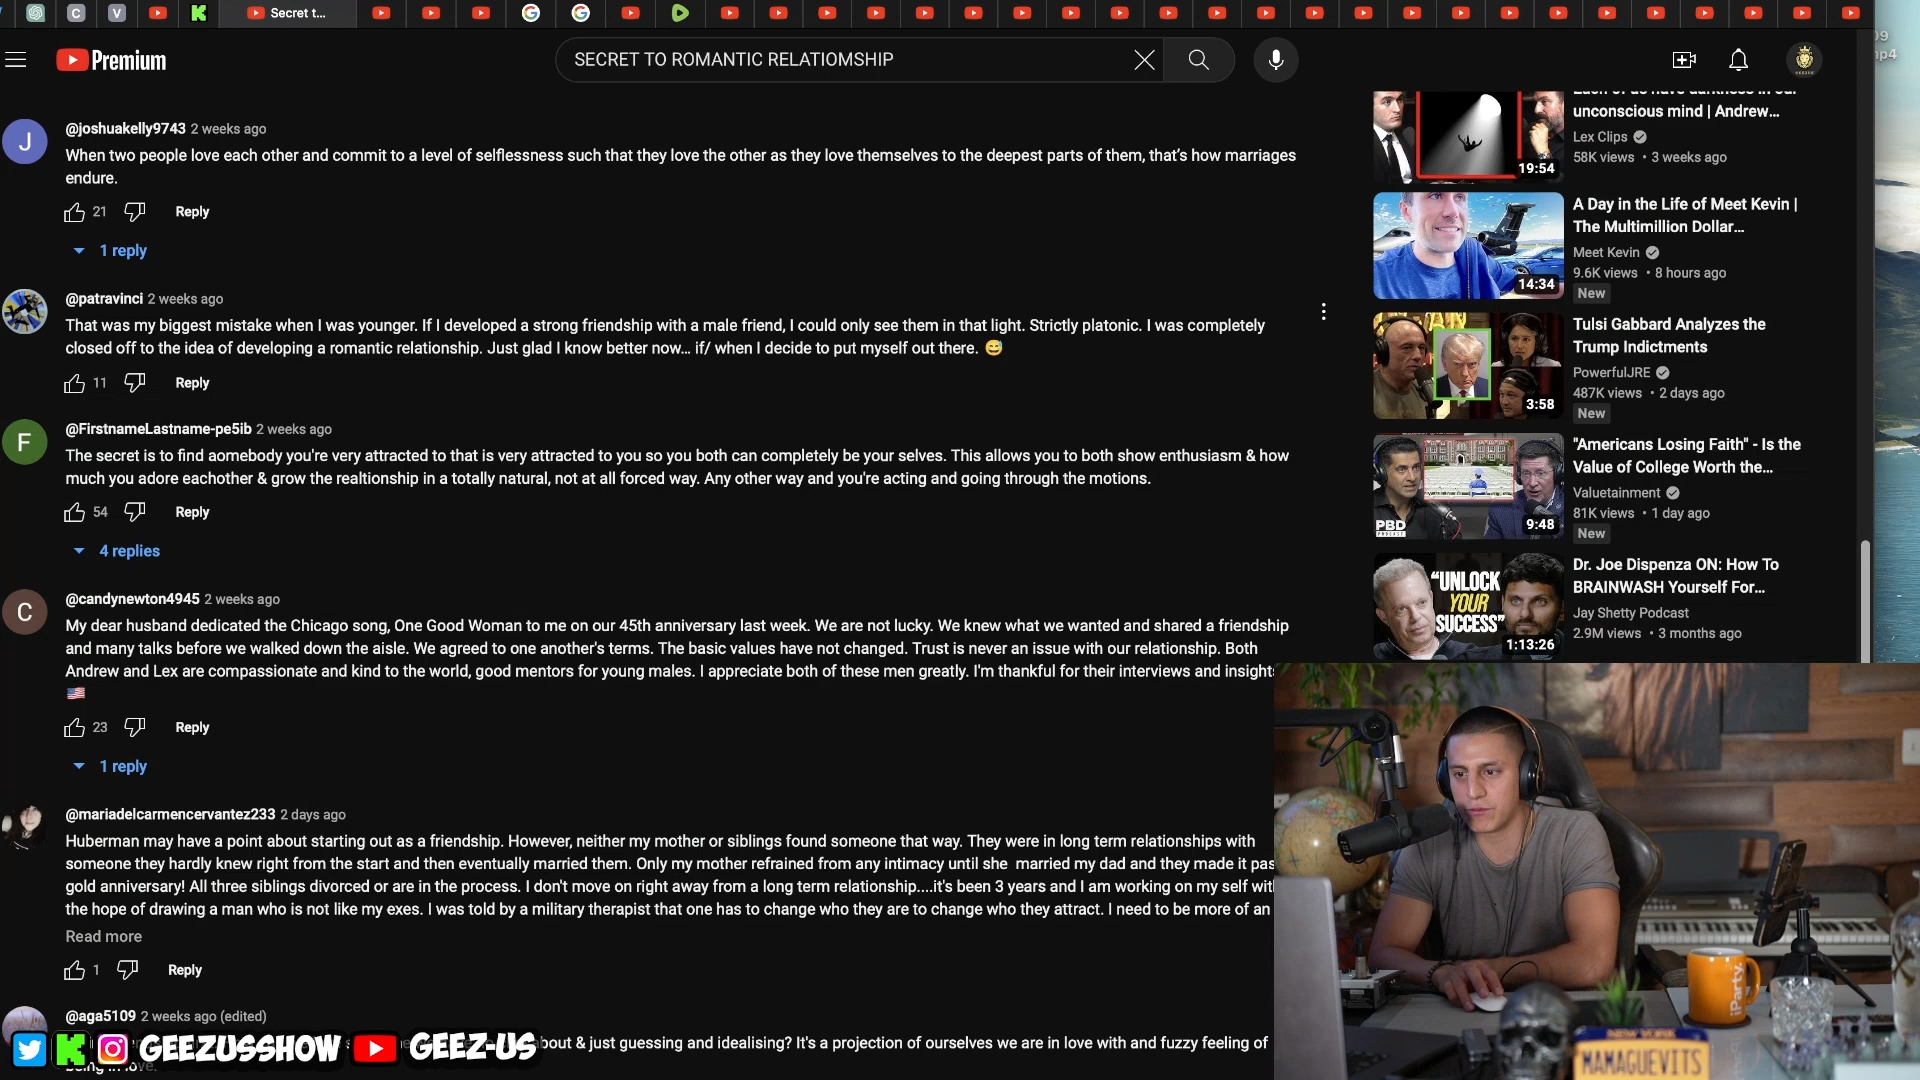 Secret t...
Premium
SECRET TO ROMANTIC RELATIOMSHIP
@joshuakelly9743 2 weeks ago
When two people love each other and commit to a level of selflessness such that they love the other as they love themselves to the deepest parts of them, that's how marriages
endure.
21 Reply
1 reply
@patravinci 2 weeks ago
That was my biggest mistake when I was younger. If I developed a strong friendship with a male friend, I could only see them in that light. Strictly platonic. I was completely
closed off to the idea of developing a romantic relationship. Just glad I know better now... if/ when I decide to put myself out there. 😅
11 Reply
@FirstnameLastname-pe5ib 2 weeks ago
The secret is to find aomebody you're very attracted to that is very attracted to you so you both can completely be your selves. This allows you to both show enthusiasm & how
much you adore eachother & grow the realtionship in a totally natural, not at all forced way. Any other way and you're acting and going through the motions.
54 Reply
4 replies
@candynewton4945 2 weeks ago
My dear husband dedicated the Chicago song, One Good Woman to me on our 45th anniversary last week. We are not lucky. We knew what we wanted and shared a friendship
and many talks before we walked down the aisle. We agreed to one another's terms. The basic values have not changed. Trust is never an issue with our relationship. Both
Andrew and Lex are compassionate and kind to the world, good mentors for young males. I appreciate both of these men greatly. I'm thankful for their interviews and insights
🇺🇸
23 Reply
1 reply
@mariadelcarmencervantez233 2 days ago
Huberman may have a point about starting out as a friendship. However, neither my mother or siblings found someone that way. They were in long term relationships with
someone they hardly knew right from the start and then eventually married them. Only my mother refrained from any intimacy until she married my dad and they made it pas
gold anniversary! All three siblings divorced or are in the process. I don't move on right away from a long term relationship....it's been 3 years and I am working on my self with
the hope of drawing a man who is not like my exes. I was told by a military therapist that one has to change who they are to change who they attract. I need to be more of an
Read more
1 Reply
@aga5109 2 weeks ago (edited)
about & just guessing and idealising? It's a projection of ourselves we are in love with and fuzzy feeling of
being in love.
GEEZUSSHOW GEEZ-US
unconscious mind | Andrew...
Lex Clips
58K views • 3 weeks ago
19:54
A Day in the Life of Meet Kevin |
The Multimillion Dollar...
Meet Kevin
9.6K views • 8 hours ago
New
14:34
Tulsi Gabbard Analyzes the
Trump Indictments
PowerfulJRE
487K views • 2 days ago
New
3:58
"Americans Losing Faith" - Is the
Value of College Worth the...
Valuetainment
81K views • 1 day ago
New
PBD
PODCAST
9:48
Dr. Joe Dispenza ON: How To
BRAINWASH Yourself For...
Jay Shetty Podcast
2.9M views • 3 months ago
"UNLOCK
YOUR
SUCCESS"
1:13:26
iParty.
NEW YORK
MAMAGUEVITS
J
F
C
09
mp4